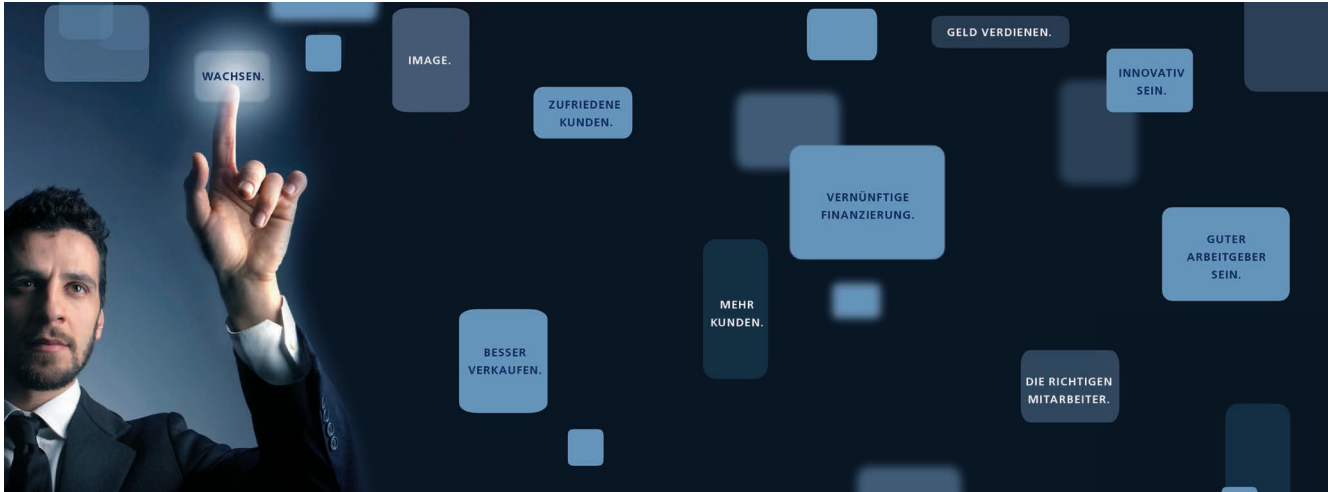 WACHSEN.
IMAGE.
ZUFRIEDENE
KUNDEN.
GELD VERDIENEN.
INNOVATIV
SEIN.
VERNÜNFTIGE
FINANZIERUNG.
GUTER
ARBEITGEBER
SEIN.
MEHR
KUNDEN.
BESSER
VERKAUFEN.
DIE RICHTIGEN
MITARBEITER.